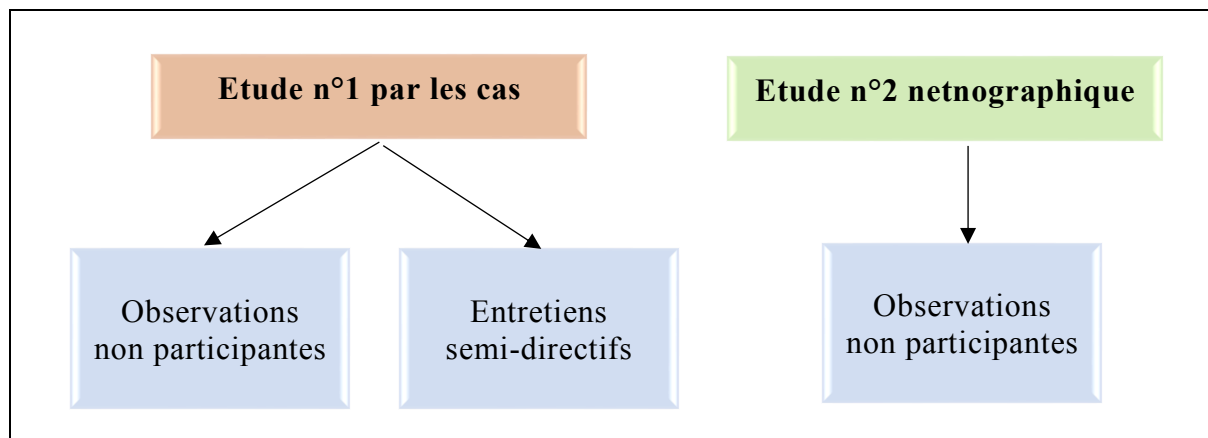 Etude n°1 par les cas
Etude n°2 netnographique
Observations
non participantes
Entretiens
semi-directifs
Observations
non participantes